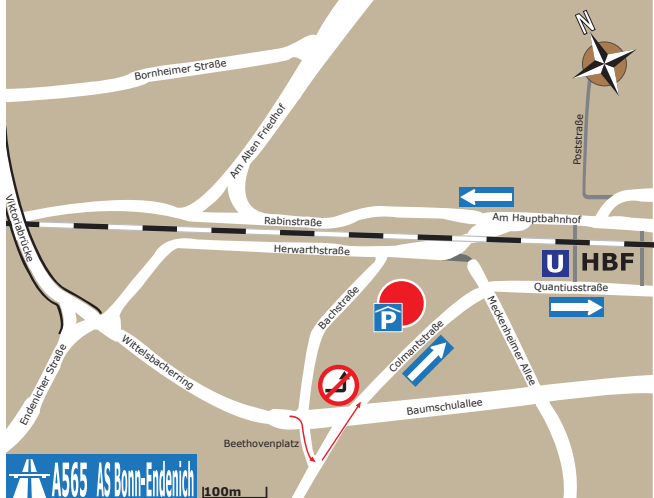 N
Bornheimer Straße
Am Alten Friedhof
Poststraße
Viktoriabrücke
Rabinstraße
Am Hauptbahnhof
Herwarthstraße
U HBF
Quantiusstraße
P
Bachstraße
Colmantstraße
Meckenheimer Allee
Endenicher Straße
Wittelsbacherring
Baumschulallee
Beethovenplatz
A565 AS Bonn-Endenich
100m